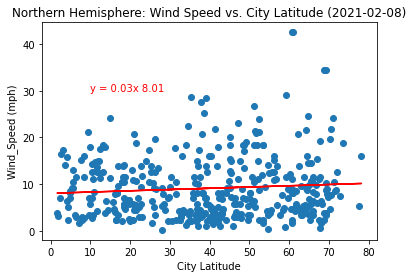 Northern Hemisphere: Wind Speed vs. City Latitude (2021-02-08)
40
30
20
10
0
Wind_Speed (mph)
y = 0.03x 8.01
0 10 20 30 40 50 60 70 80
City Latitude